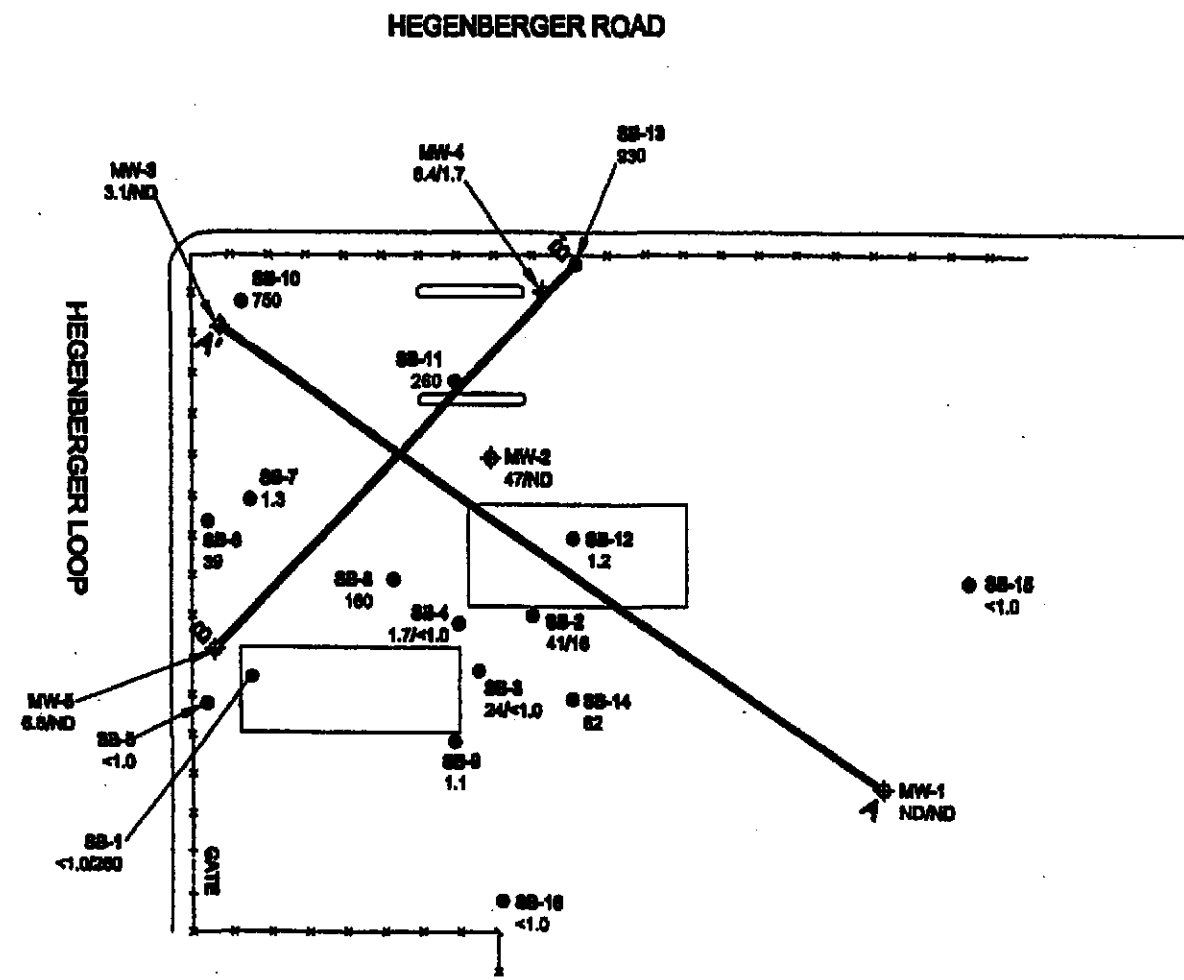 HEGENBERGER ROAD
SB-13
930
MW-4
6.4/1.7
MW-3
3.1/ND
B'
SB-10
750
A'
SB-11
260
HEGENBERGER LOOP
MW-2
47/ND
SB-7
1.3
SB-6
39
SB-12
1.2
SB-8
160
SB-15
<1.0
SB-4
1.7/<1.0
SB-2
41/16
B
SB-3
24/<1.0
SB-14
62
MW-5
6.8/ND
SB-5
<1.0
SB-9
1.1
MW-1
ND/ND
A
SB-1
<1.0/260
GATE
SB-16
<1.0